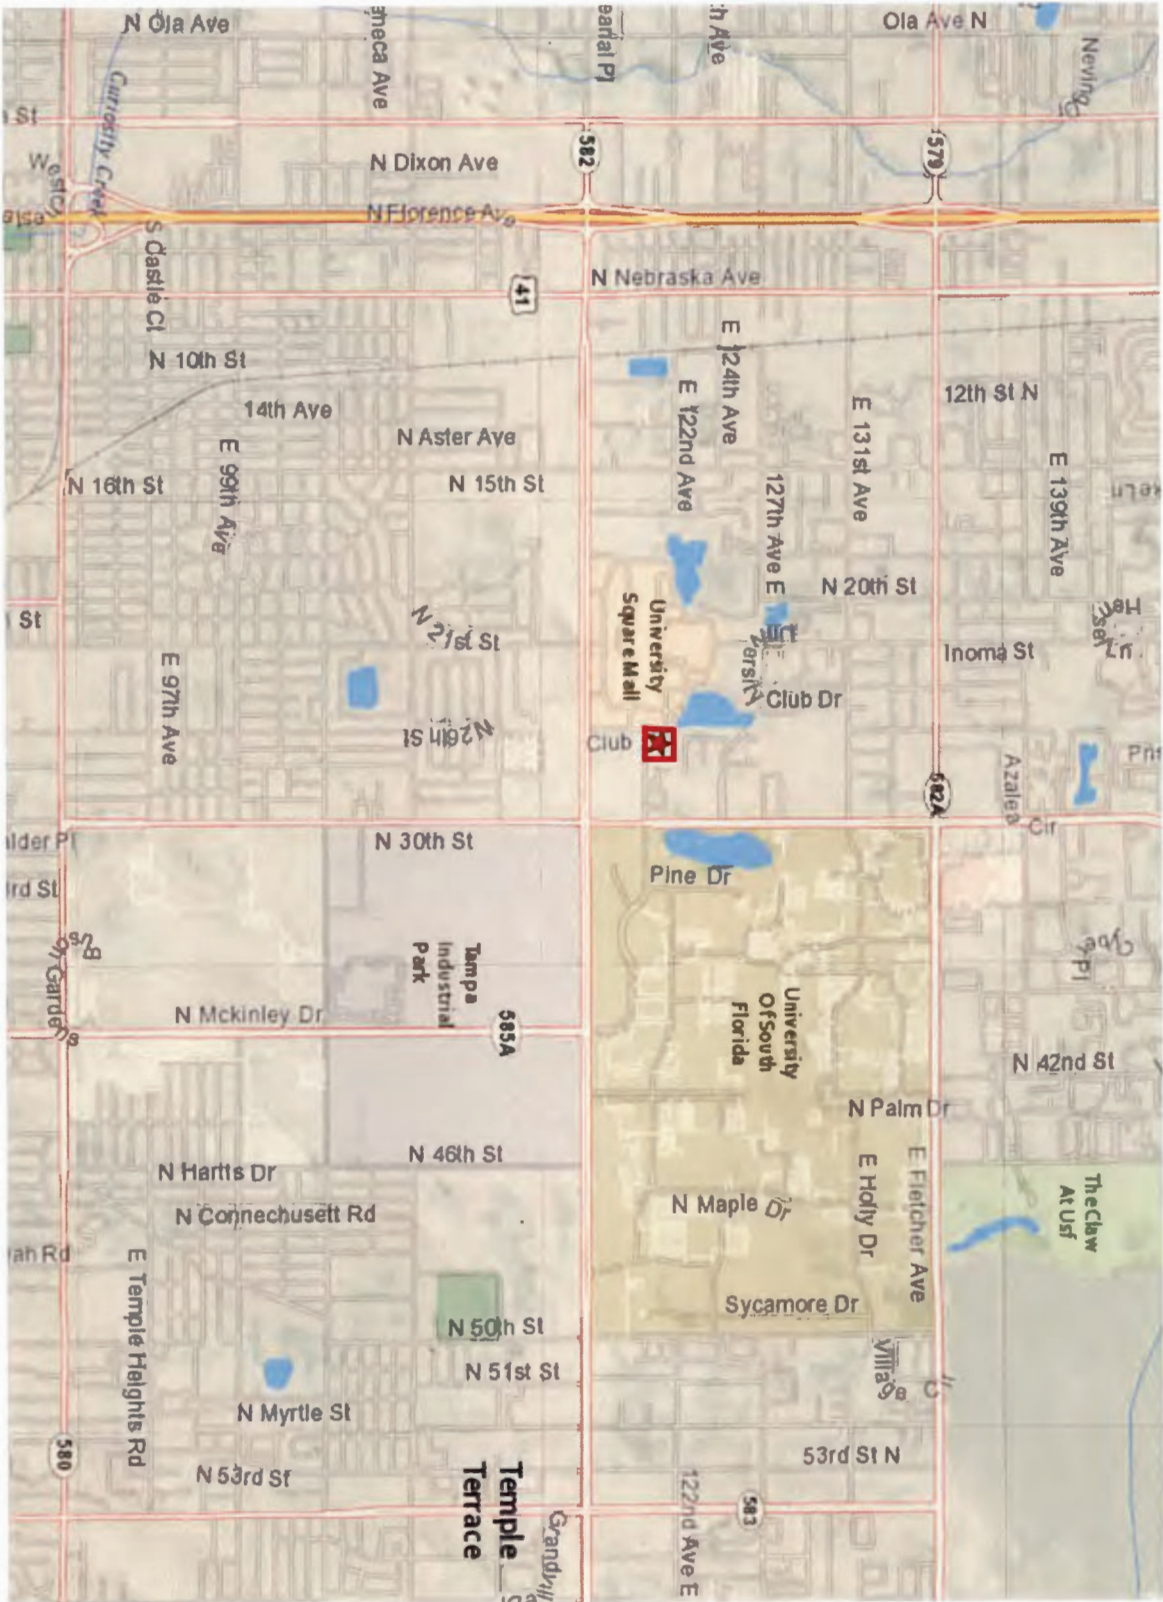 N Ola Ave
Ola Ave N
Curiosity Creek
582
579
N Dixon Ave
N Florence Ave
S Castle Ct
N Nebraska Ave
41
N 10th St
E 124th Ave
E 122nd Ave
12th St N
14th Ave
N Aster Ave
E 131st Ave
E 99th Ave
N 16th St
N 15th St
127th Ave E
E 139th Ave
N 20th St
St
N 21st St
University
Square Mall
Inoma St
E 97th Ave
Club Dr
N 26th St
Club
Azalea Cir
582A
N 30th St
Pine Dr
Tampa
Industrial
Park
N Mckinley Dr
585A
University
Of South
Florida
N 42nd St
N Palm Dr
N 46th St
N Hartts Dr
E Holly Dr
E Fletcher Ave
The Claw
At Usf
N Connechusett Rd
N Maple Dr
E Temple Heights Rd
Sycamore Dr
N 50th St
N 51st St
N Myrtle St
580
N 53rd St
53rd St N
Temple
Terrace
122nd Ave E
583